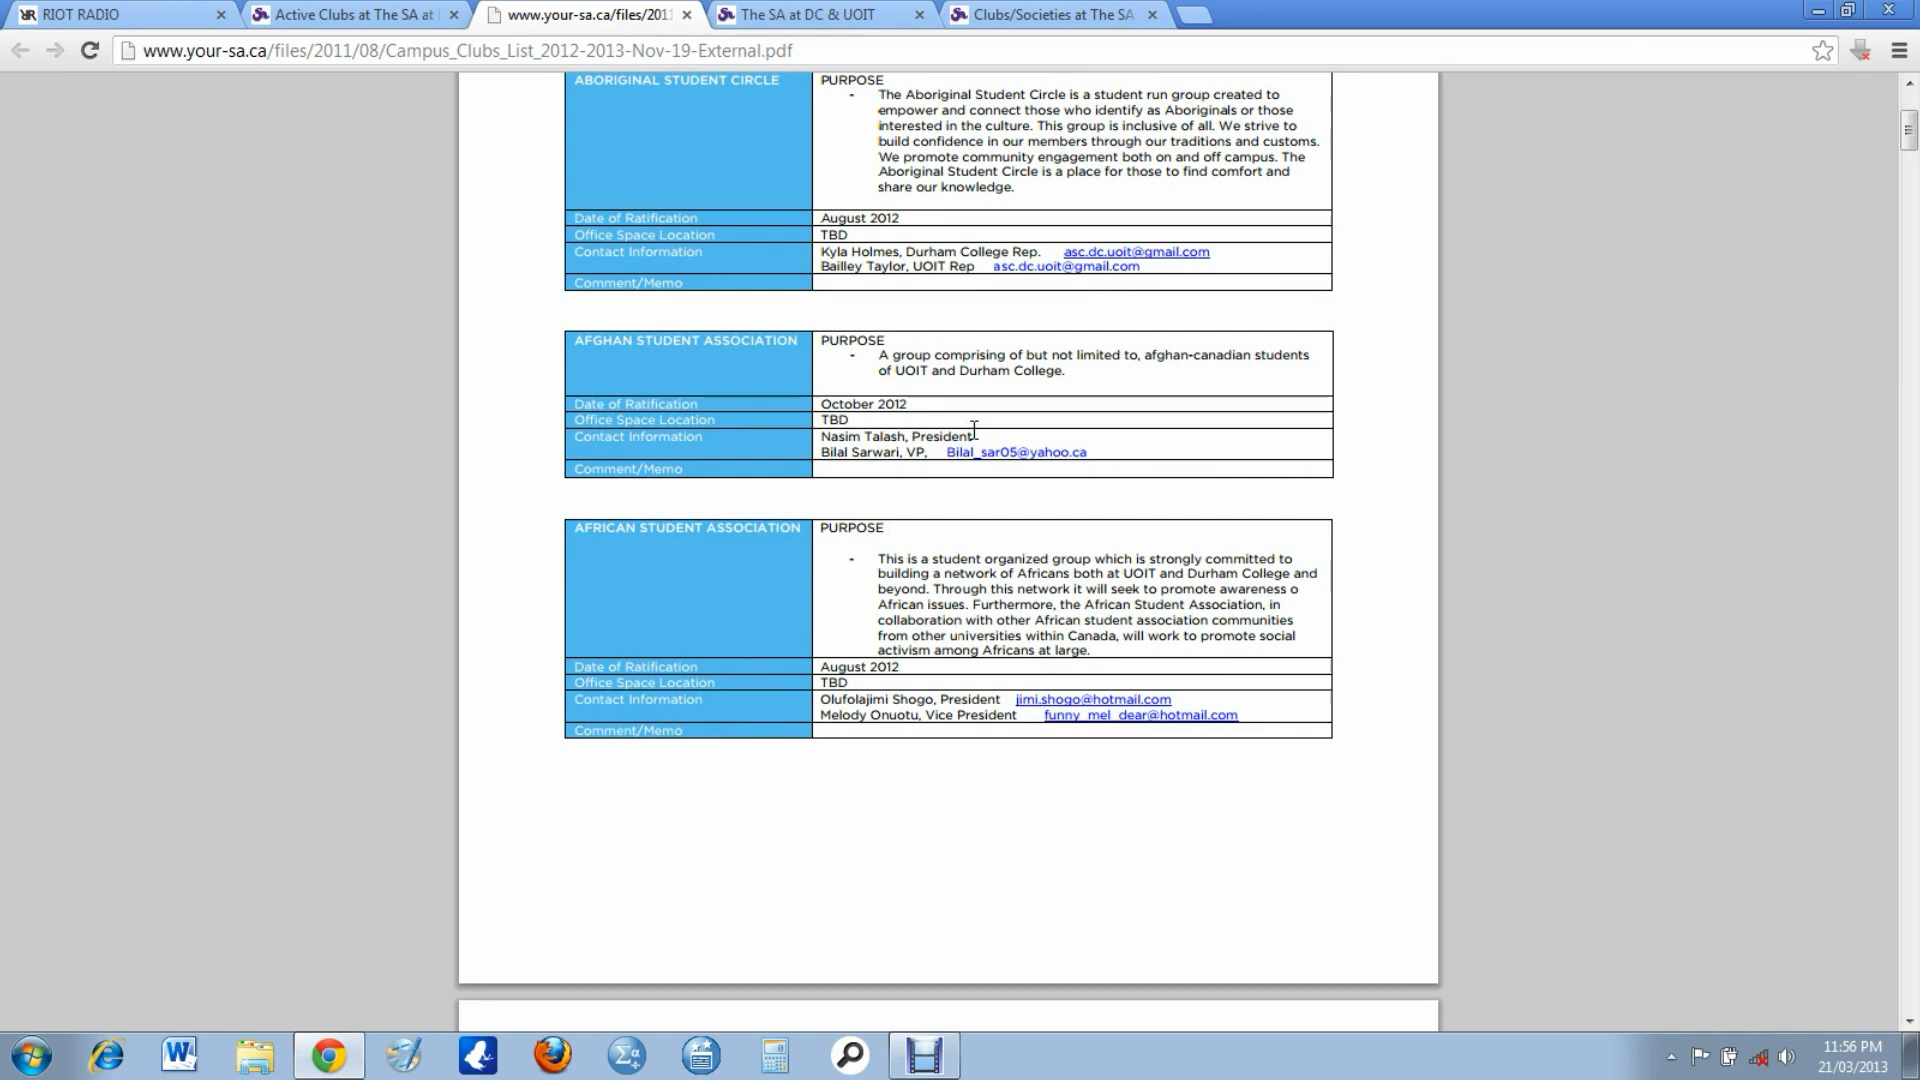 RIOT RADIO
Active Clubs at The SA at
www.your-sa.ca/files/201
The SA at DC & UOIT
Clubs/Societies at The SA
www.your-sa.ca/files/2011/08/Campus_Clubs_List_2012-2013-Nov-19-External.pdf
ABORIGINAL STUDENT CIRCLE
PURPOSE
- The Aboriginal Student Circle is a student run group created to
empower and connect those who identify as Aboriginals or those
interested in the culture. This group is inclusive of all. We strive to
build confidence in our members through our traditions and customs.
We promote community engagement both on and off campus. The
Aboriginal Student Circle is a place for those to find comfort and
share our knowledge.
Date of Ratification August 2012
Office Space Location TBD
Contact Information Kyla Holmes, Durham College Rep. asc.dc.uoit@gmail.com
Bailley Taylor, UOIT Rep asc.dc.uoit@gmail.com
Comment/Memo
AFGHAN STUDENT ASSOCIATION
PURPOSE
- A group comprising of but not limited to, afghan-canadian students
of UOIT and Durham College.
Date of Ratification October 2012
Office Space Location TBD
Contact Information Nasim Talash, President
Bilal Sarwari, VP, Bilal_sar05@yahoo.ca
Comment/Memo
AFRICAN STUDENT ASSOCIATION
PURPOSE
- This is a student organized group which is strongly committed to
building a network of Africans both at UOIT and Durham College and
beyond. Through this network it will seek to promote awareness o
African issues. Furthermore, the African Student Association, in
collaboration with other African student association communities
from other universities within Canada, will work to promote social
activism among Africans at large.
Date of Ratification August 2012
Office Space Location TBD
Contact Information Olufolajimi Shogo, President jimi.shogo@hotmail.com
Melody Onuotu, Vice President funny_mel_dear@hotmail.com
Comment/Memo
11:56 PM
21/03/2013